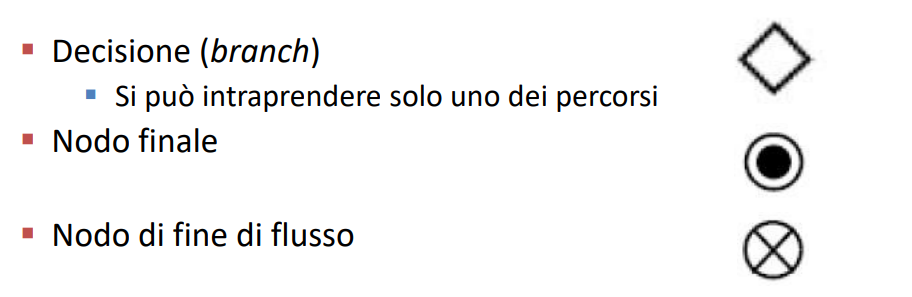 Decisione (branch)
Si può intraprendere solo uno dei percorsi
Nodo finale
Nodo di fine di flusso